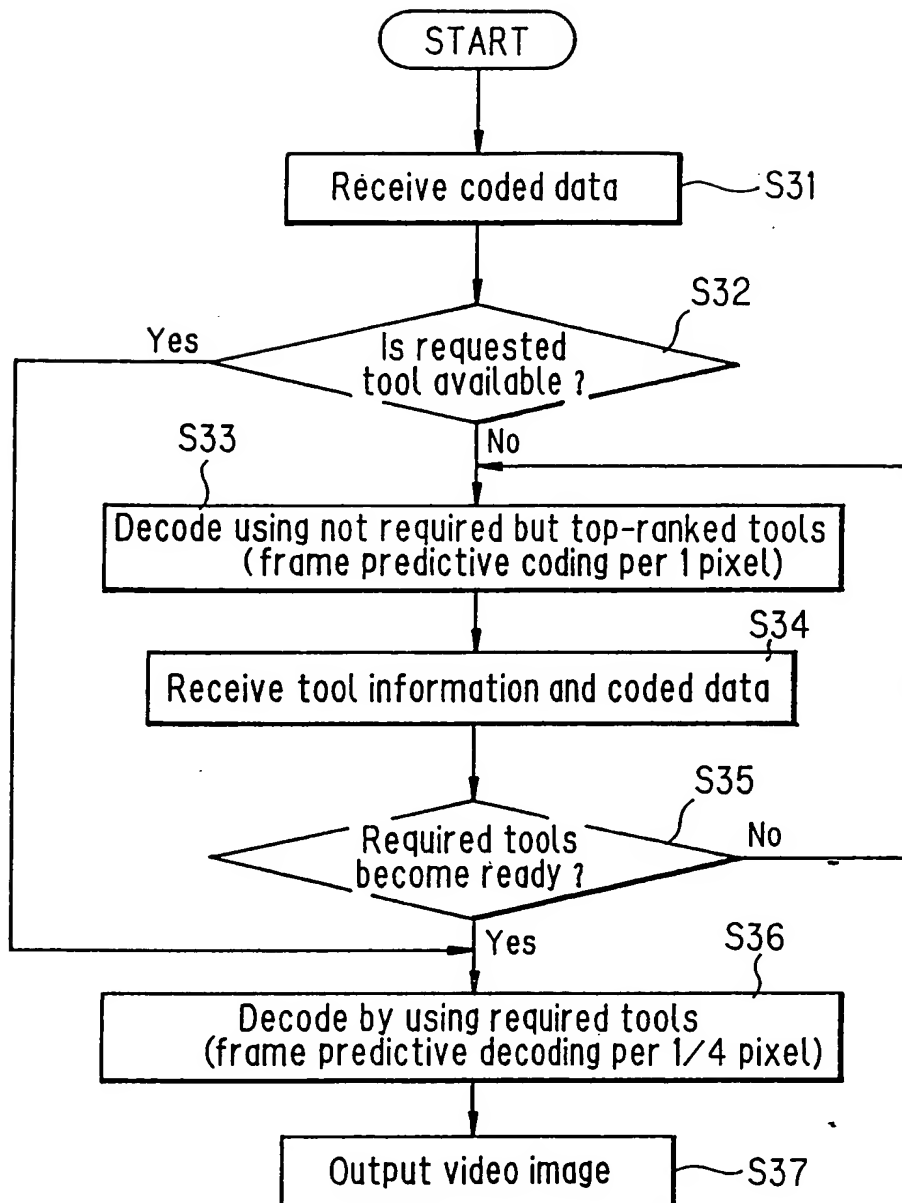 START
Receive coded data
S31
S32
Yes
Is requested
tool available ?
No
S33
Decode using not required but top-ranked tools
(frame predictive coding per 1 pixel)
S34
Receive tool information and coded data
S35
Required tools
become ready ?
No
Yes
S36
Decode by using required tools
(frame predictive decoding per 1/4 pixel)
Output video image
S37